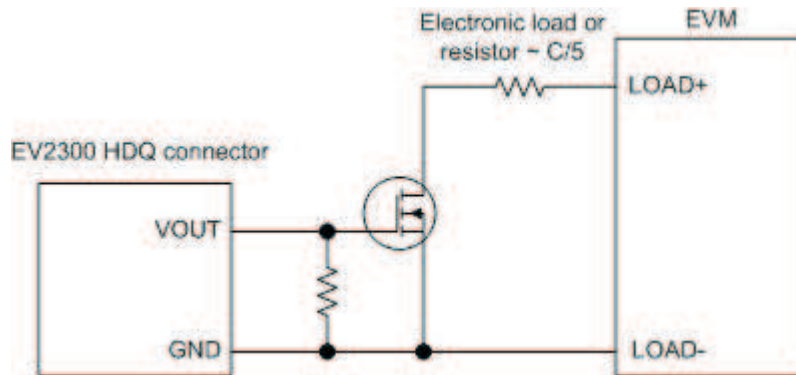 Electronic load or
resistor ~ C/5
EVM
LOAD+
EV2300 HDQ connector
VOUT
GND
LOAD-